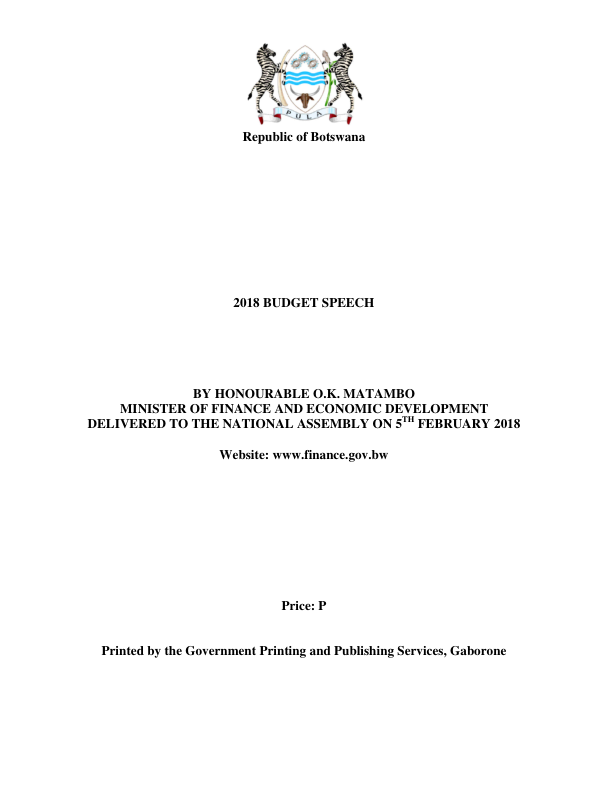 PULA
Republic of Botswana
2018 BUDGET SPEECH
BY HONOURABLE O.K. MATAMBO
MINISTER OF FINANCE AND ECONOMIC DEVELOPMENT
DELIVERED TO THE NATIONAL ASSEMBLY ON 5TH FEBRUARY 2018
Website: www.finance.gov.bw
Price: P
Printed by the Government Printing and Publishing Services, Gaborone